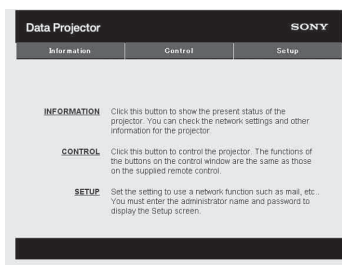 Data Projector SONY
Information Control Setup
INFORMATION Click this button to show the present status of the
projector. You can check the network settings and other
information for the projector.
CONTROL Click this button to control the projector. The functions of
the buttons on the control window are the same as those
on the supplied remote control.
SETUP Set the setting to use a network function such as mail, etc..
You must enter the administrator name and password to
display the Setup screen.